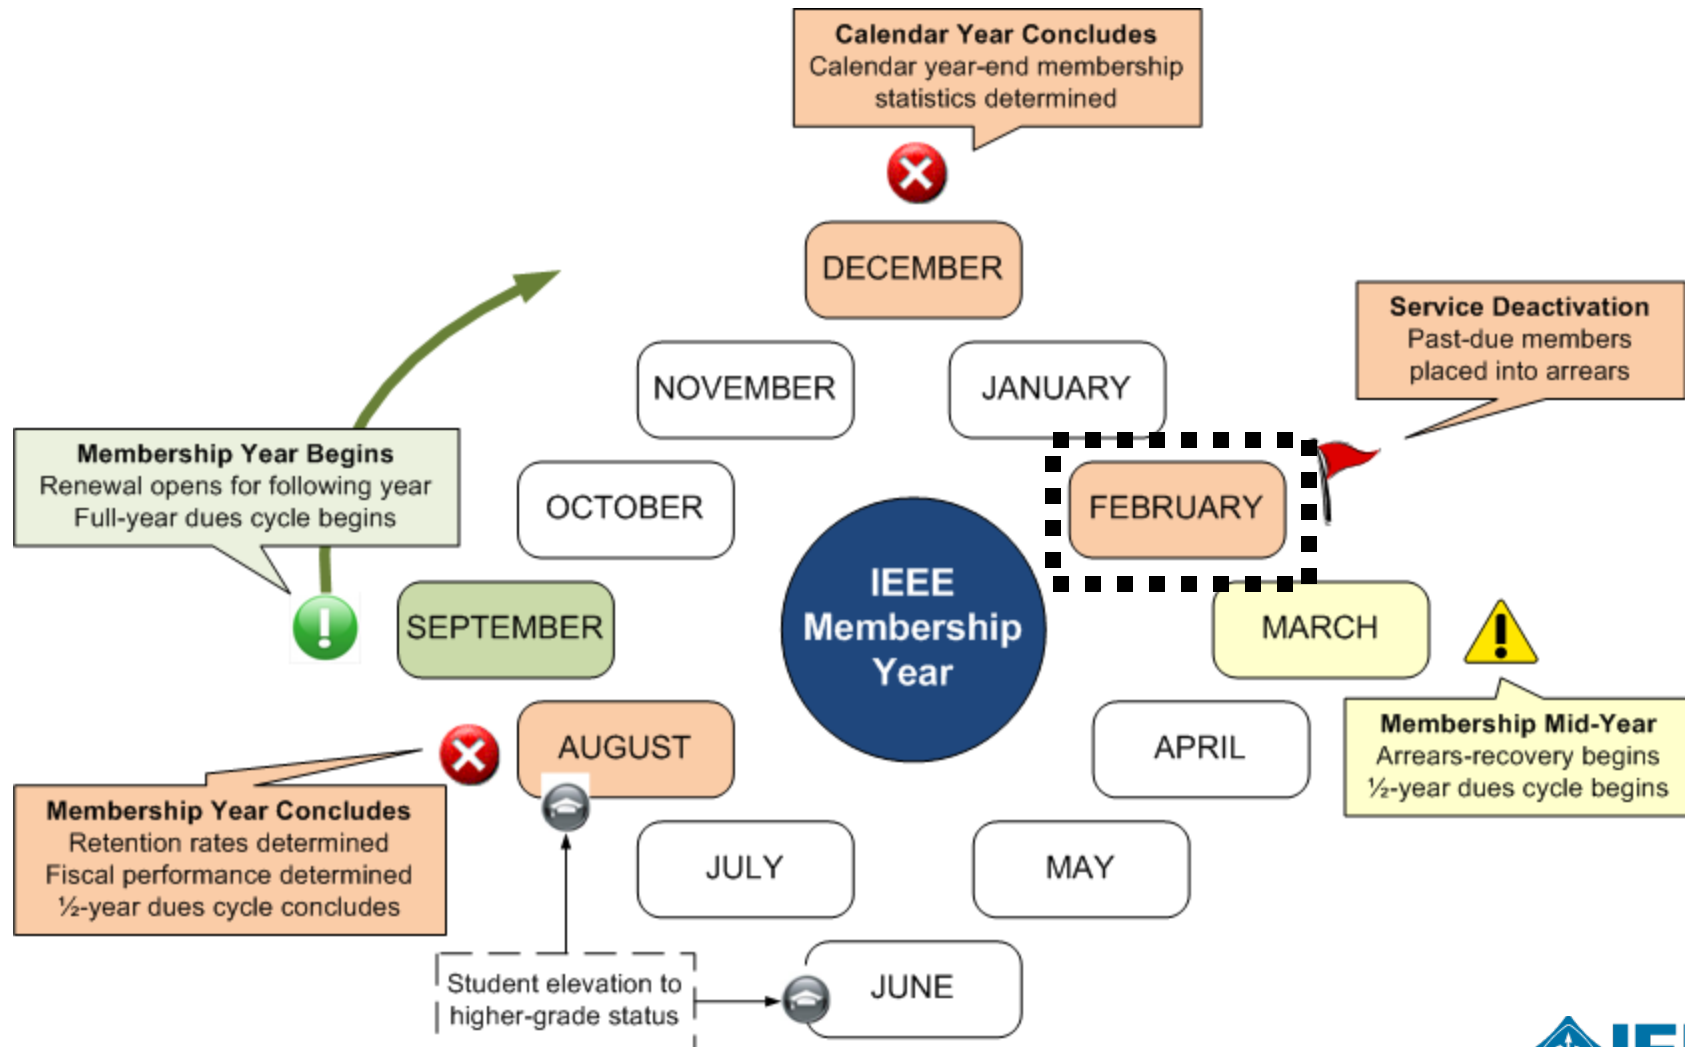 Calendar Year Concludes
Calendar year-end membership
statistics determined
DECEMBER
Service Deactivation
Past-due members
placed into arrears
NOVEMBER
JANUARY
Membership Year Begins
Renewal opens for following year
Full-year dues cycle begins
OCTOBER
FEBRUARY
IEEE
Membership
Year
SEPTEMBER
MARCH
Membership Mid-Year
Arrears-recovery begins
½-year dues cycle begins
AUGUST
APRIL
Membership Year Concludes
Retention rates determined
Fiscal performance determined
½-year dues cycle concludes
JULY
MAY
Student elevation to
higher-grade status
JUNE